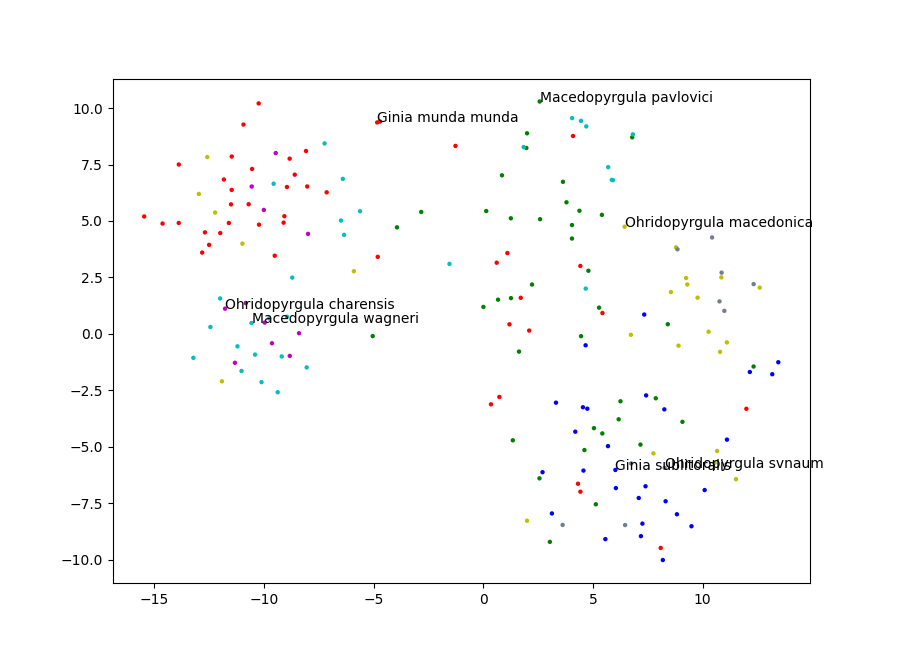 10.0
7.5
5.0
2.5
0.0
−2.5
−5.0
−7.5
−10.0
Macedopyrgula pavlovici
Ginia munda munda
Ohridopyrgula macedonica
Ohridopyrgula charensis
Macedopyrgula wagneri
Ginia sublitoralis
Ohridopyrgula svnaum
−15
−10
−5
0
5
10